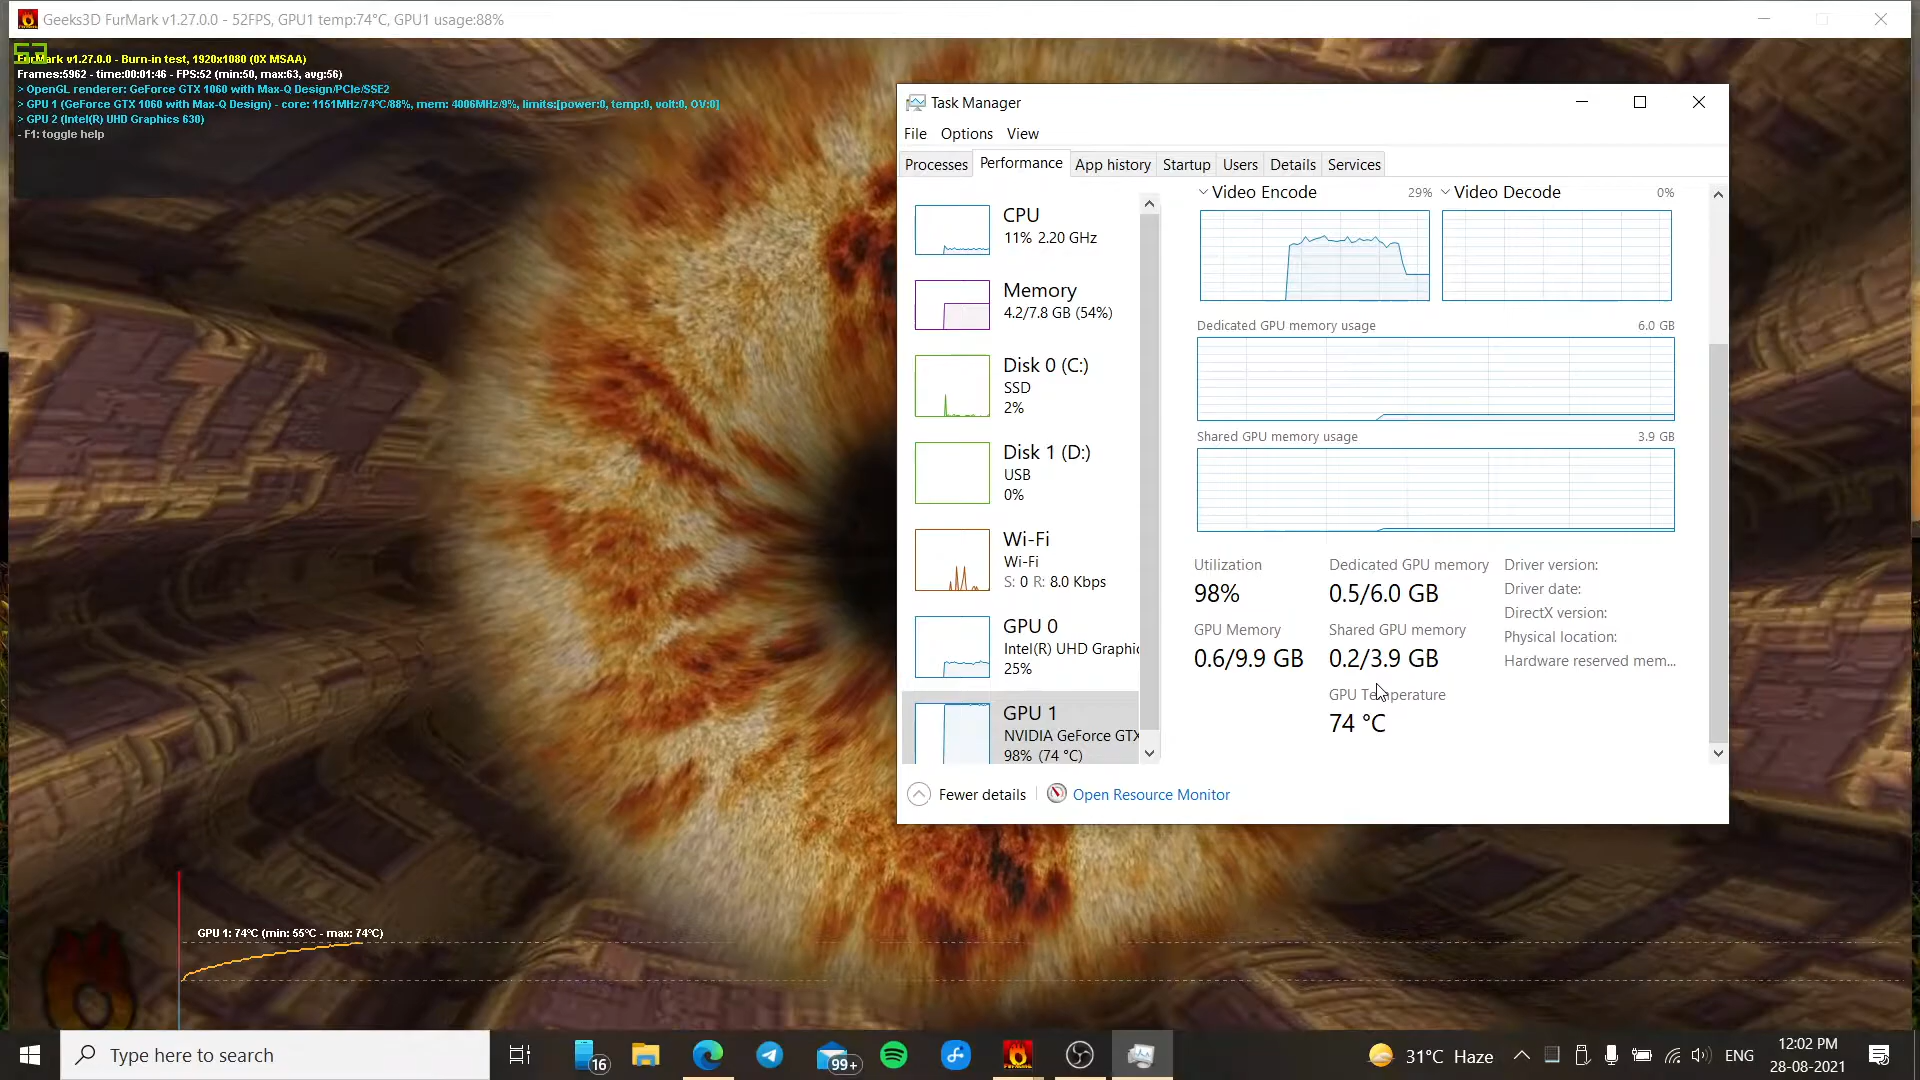 Geeks3D FurMark v1.27.0.0 - 52FPS, GPU1 temp:74°C, GPU1 usage:88%
FurMark v1.27.0.0 - Burn-in test, 1920x1080 (0X MSAA)
Frames:5962 - time:00:01:46 - FPS:52 (min:50, max:63, avg:56)
> OpenGL renderer: GeForce GTX 1060 with Max-Q Design/PCIe/SSE2
> GPU 1 (GeForce GTX 1060 with Max-Q Design) - core: 1151MHz/74°C/88%, mem: 4006MHz/9%, limits:[power:0, temp:0, volt:0, OV:0]
> GPU 2 (Intel(R) UHD Graphics 630)
- F1: toggle help
Task Manager
File Options View
Processes Performance App history Startup Users Details Services
CPU
11% 2.20 GHz
Memory
4.2/7.8 GB (54%)
Disk 0 (C:)
SSD
2%
Disk 1 (D:)
USB
0%
Wi-Fi
Wi-Fi
S: 0 R: 8.0 Kbps
GPU 0
Intel(R) UHD Graphic
25%
GPU 1
NVIDIA GeForce GTX
98% (74 °C)
Video Encode 29% Video Decode 0%
Dedicated GPU memory usage 6.0 GB
Shared GPU memory usage 3.9 GB
Utilization
98%
GPU Memory
0.6/9.9 GB
Dedicated GPU memory
0.5/6.0 GB
Shared GPU memory
0.2/3.9 GB
GPU Temperature
74 °C
Driver version:
Driver date:
DirectX version:
Physical location:
Hardware reserved mem...
Fewer details Open Resource Monitor
GPU 1: 74°C (min: 55°C - max: 74°C)
Type here to search
16
99+
31°C Haze
ENG
12:02 PM
28-08-2021